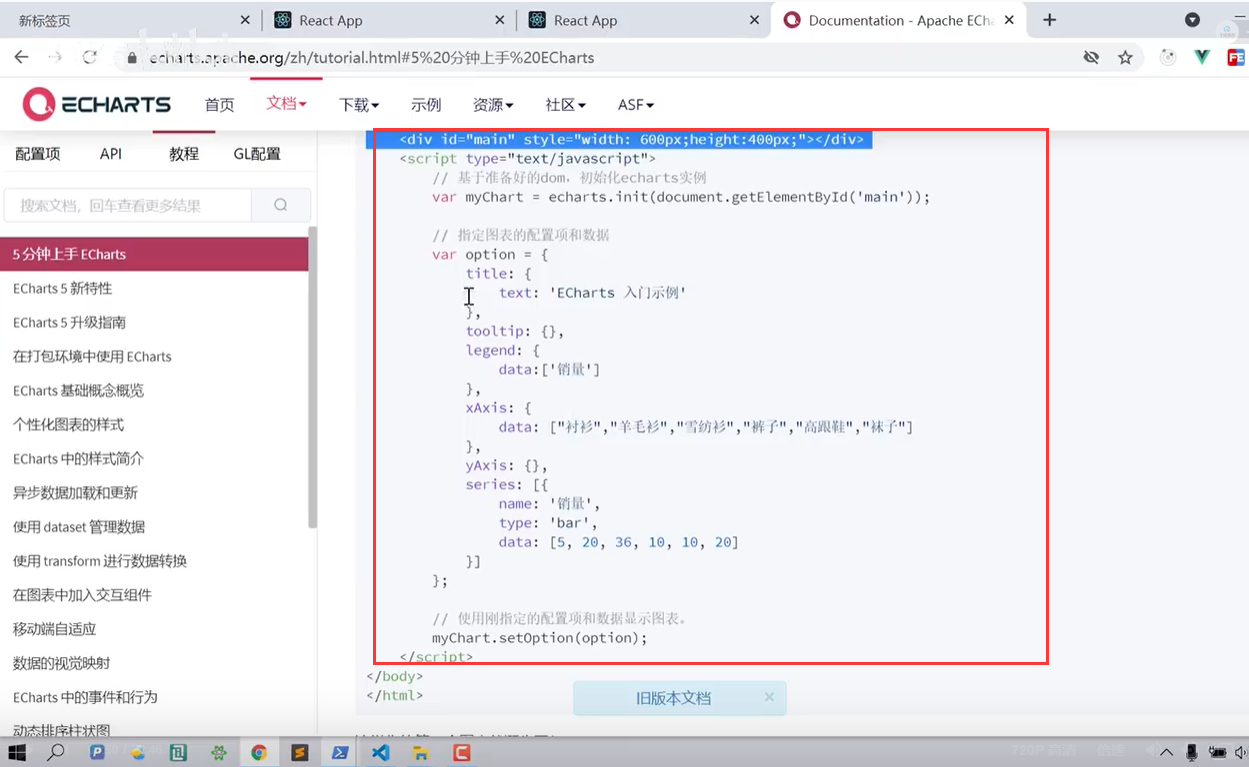 新标签页
React App
React App
Documentation - Apache ECha
echarts.apache.org/zh/tutorial.html#5%20分钟上手%20ECharts
ECHARTS
首页
文档
下载
示例
资源
社区
ASF
配置项
API
教程
GL配置
搜索文档，回车查看更多结果
5 分钟上手 ECharts
ECharts 5 新特性
ECharts 5 升级指南
在打包环境中使用 ECharts
ECharts 基础概念概览
个性化图表的样式
ECharts 中的样式简介
异步数据加载和更新
使用 dataset 管理数据
使用 transform 进行数据转换
在图表中加入交互组件
移动端自适应
数据的视觉映射
ECharts 中的事件和行为
动态排序柱状图
<div id="main" style="width: 600px;height:400px;"></div>
<script type="text/javascript">
// 基于准备好的dom，初始化echarts实例
var myChart = echarts.init(document.getElementById('main'));
// 指定图表的配置项和数据
var option = {
title: {
text: 'ECharts 入门示例'
},
tooltip: {},
legend: {
data:['销量']
},
xAxis: {
data: ["衬衫","羊毛衫","雪纺衫","裤子","高跟鞋","袜子"]
},
yAxis: {},
series: [{
name: '销量',
type: 'bar',
data: [5, 20, 36, 10, 10, 20]
}]
};
// 使用刚指定的配置项和数据显示图表。
myChart.setOption(option);
</script>
</body>
</html>
旧版本文档
720P 高清
倍速